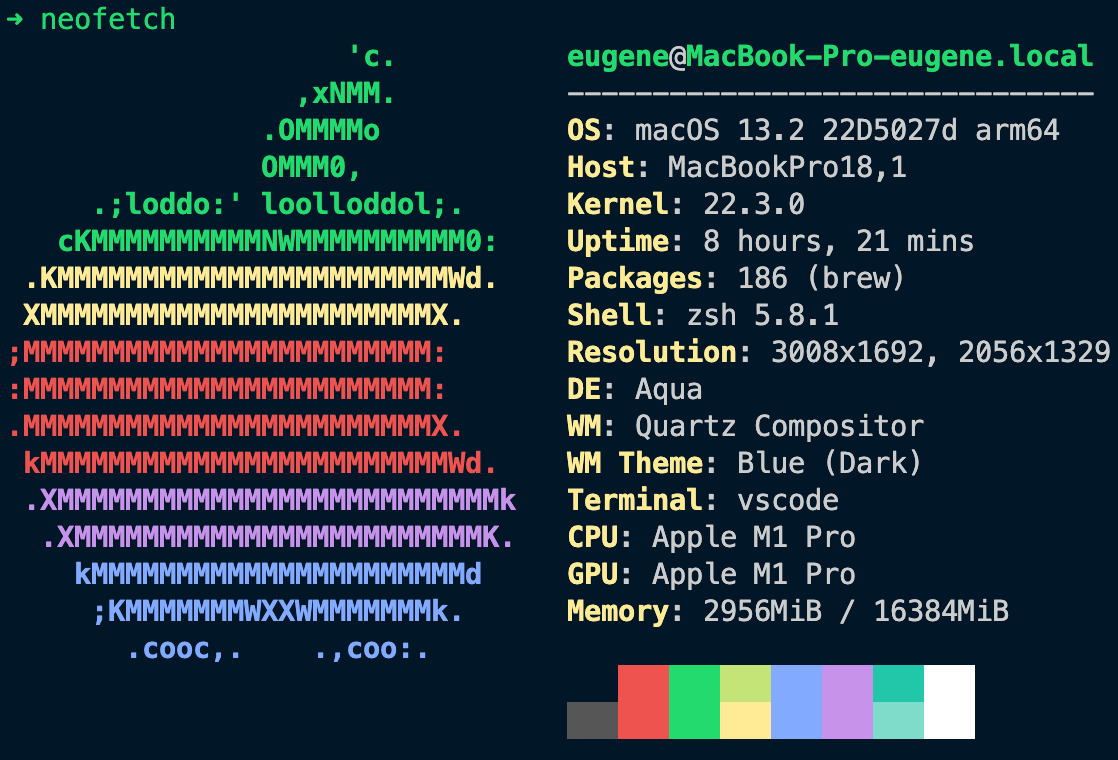 ➜ neofetch
                    'c.          eugene@MacBook-Pro-eugene.local
                 ,xNMM.          -------------------------------
               .OMMMMo           OS: macOS 13.2 22D5027d arm64
               OMMM0,            Host: MacBookPro18,1
     .;loddo:' loolloddol;.      Kernel: 22.3.0
   cKMMMMMMMMMMNWMMMMMMMMMM0:    Uptime: 8 hours, 21 mins
 .KMMMMMMMMMMMMMMMMMMMMMMMWd.    Packages: 186 (brew)
 XMMMMMMMMMMMMMMMMMMMMMMMX.      Shell: zsh 5.8.1
;MMMMMMMMMMMMMMMMMMMMMMMM:       Resolution: 3008x1692, 2056x1329
:MMMMMMMMMMMMMMMMMMMMMMMM:       DE: Aqua
.MMMMMMMMMMMMMMMMMMMMMMMMX.      WM: Quartz Compositor
 kMMMMMMMMMMMMMMMMMMMMMMMMWd.    WM Theme: Blue (Dark)
 .XMMMMMMMMMMMMMMMMMMMMMMMMMMk   Terminal: vscode
  .XMMMMMMMMMMMMMMMMMMMMMMMMK.   CPU: Apple M1 Pro
    kMMMMMMMMMMMMMMMMMMMMMMd     GPU: Apple M1 Pro
     ;KMMMMMMMWXXWMMMMMMMk.      Memory: 2956MiB / 16384MiB
       .cooc,.    .,coo:.